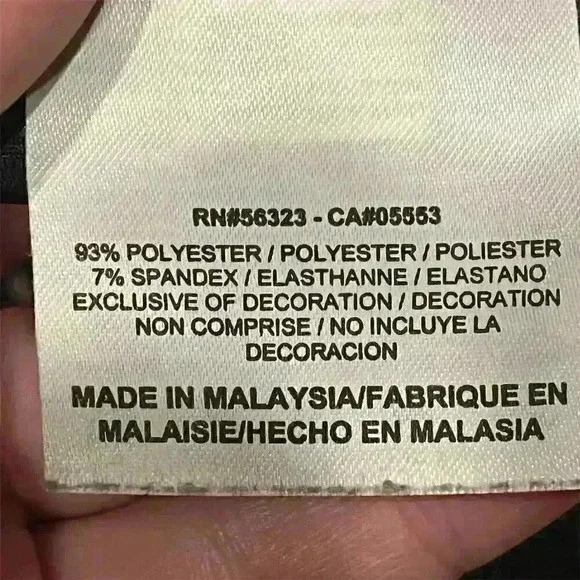 RN#56323 - CA#05553
93% POLYESTER / POLYESTER / POLIESTER
7% SPANDEX / ELASTHANNE / ELASTANO
EXCLUSIVE OF DECORATION / DECORATION
NON COMPRISE / NO INCLUYE LA
DECORACION
MADE IN MALAYSIA/FABRIQUE EN
MALAISIE/HECHO EN MALASIA